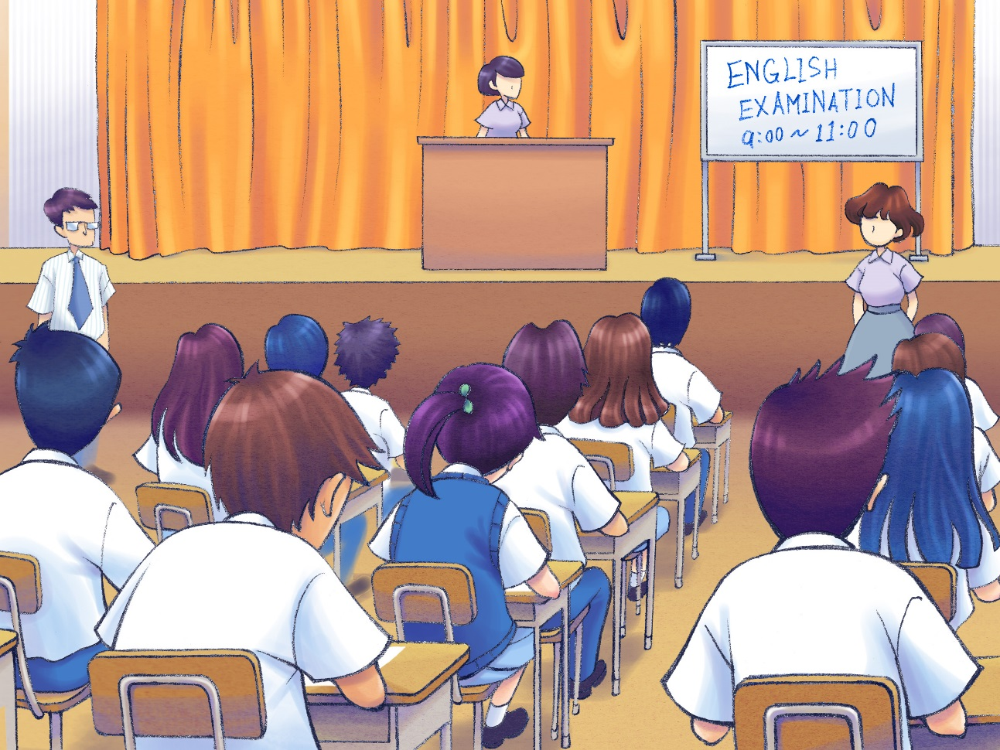 ENGLISH
EXAMINATION
9:00 ~ 11:00